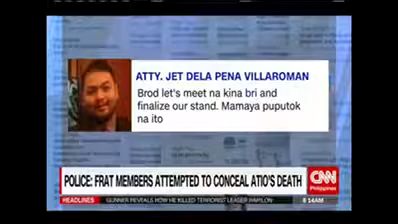 ATTY. JET DELA PENA VILLAROMAN
Brod let's meet na kina bri and
finalize our stand. Mamaya puputok
na ito
POLICE: FRAT MEMBERS ATTEMPTED TO CONCEAL ATIO'S DEATH
CNN
Philippines
HEADLINES GUNNER REVEALS HOW HE KILLED TERRORIST LEADER HAPILON 8:14AM